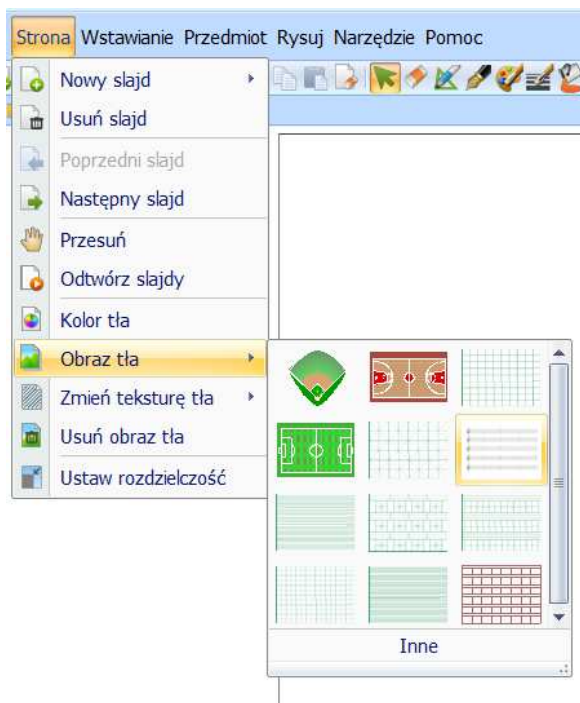 Strona Wstawianie Przedmiot Rysuj Narzędzie Pomoc
Nowy slajd
Usuń slajd
Poprzedni slajd
Następny slajd
Przesuń
Odtwórz slajdy
Kolor tła
Obraz tła
Zmień teksturę tła
Usuń obraz tła
Ustaw rozdzielczość
Inne